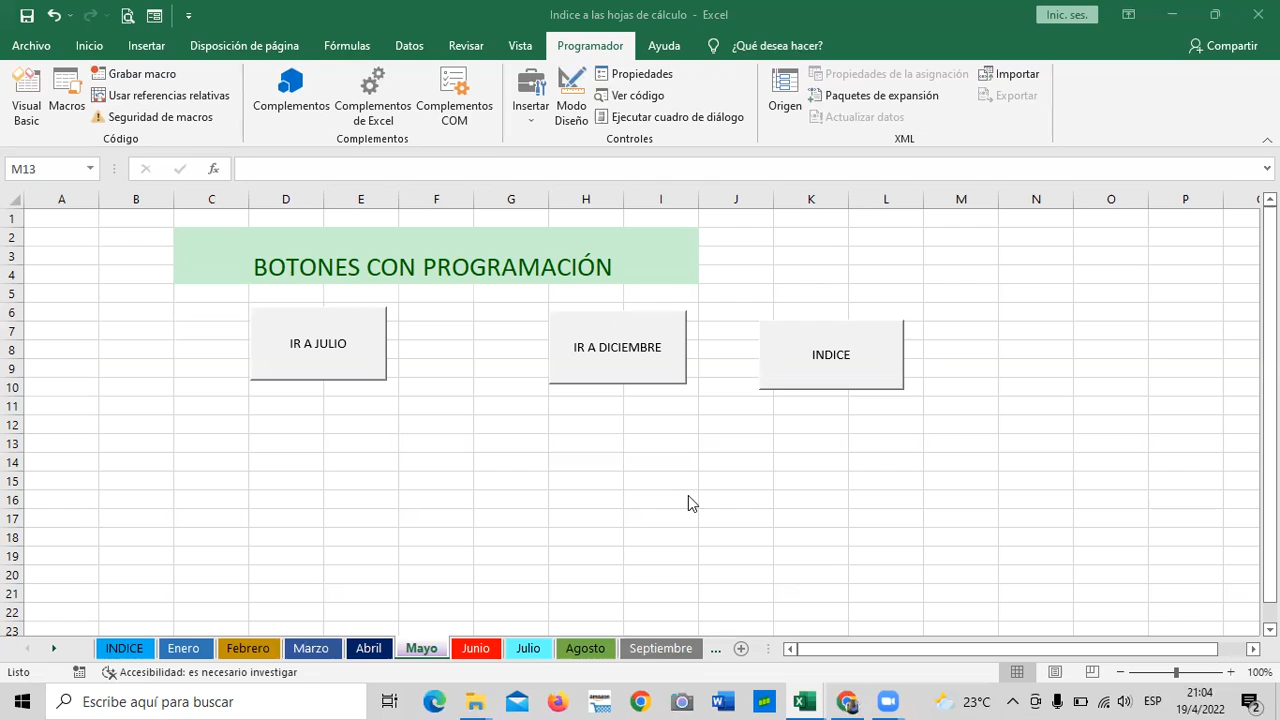 Indice a las hojas de cálculo - Excel
Inic. ses.
Archivo Inicio Insertar Disposición de página Fórmulas Datos Revisar Vista Programador Ayuda ¿Qué desea hacer? Compartir
Visual Basic
Macros
Grabar macro
Usar referencias relativas
Seguridad de macros
Código
Complementos
Complementos de Excel
Complementos COM
Complementos
Insertar
Modo Diseño
Propiedades
Ver código
Ejecutar cuadro de diálogo
Controles
Origen
Propiedades de la asignación
Paquetes de expansión
Actualizar datos
Importar
Exportar
XML
M13
fx
A B C D E F G H I J K L M N O P
1
2
3
4
5
6
7
8
9
10
11
12
13
14
15
16
17
18
19
20
21
22
23
BOTONES CON PROGRAMACIÓN
IR A JULIO
IR A DICIEMBRE
INDICE
INDICE Enero Febrero Marzo Abril Mayo Junio Julio Agosto Septiembre ...
Listo
Accesibilidad: es necesario investigar
100%
Escribe aquí para buscar
23°C
ESP
21:04
19/4/2022
2